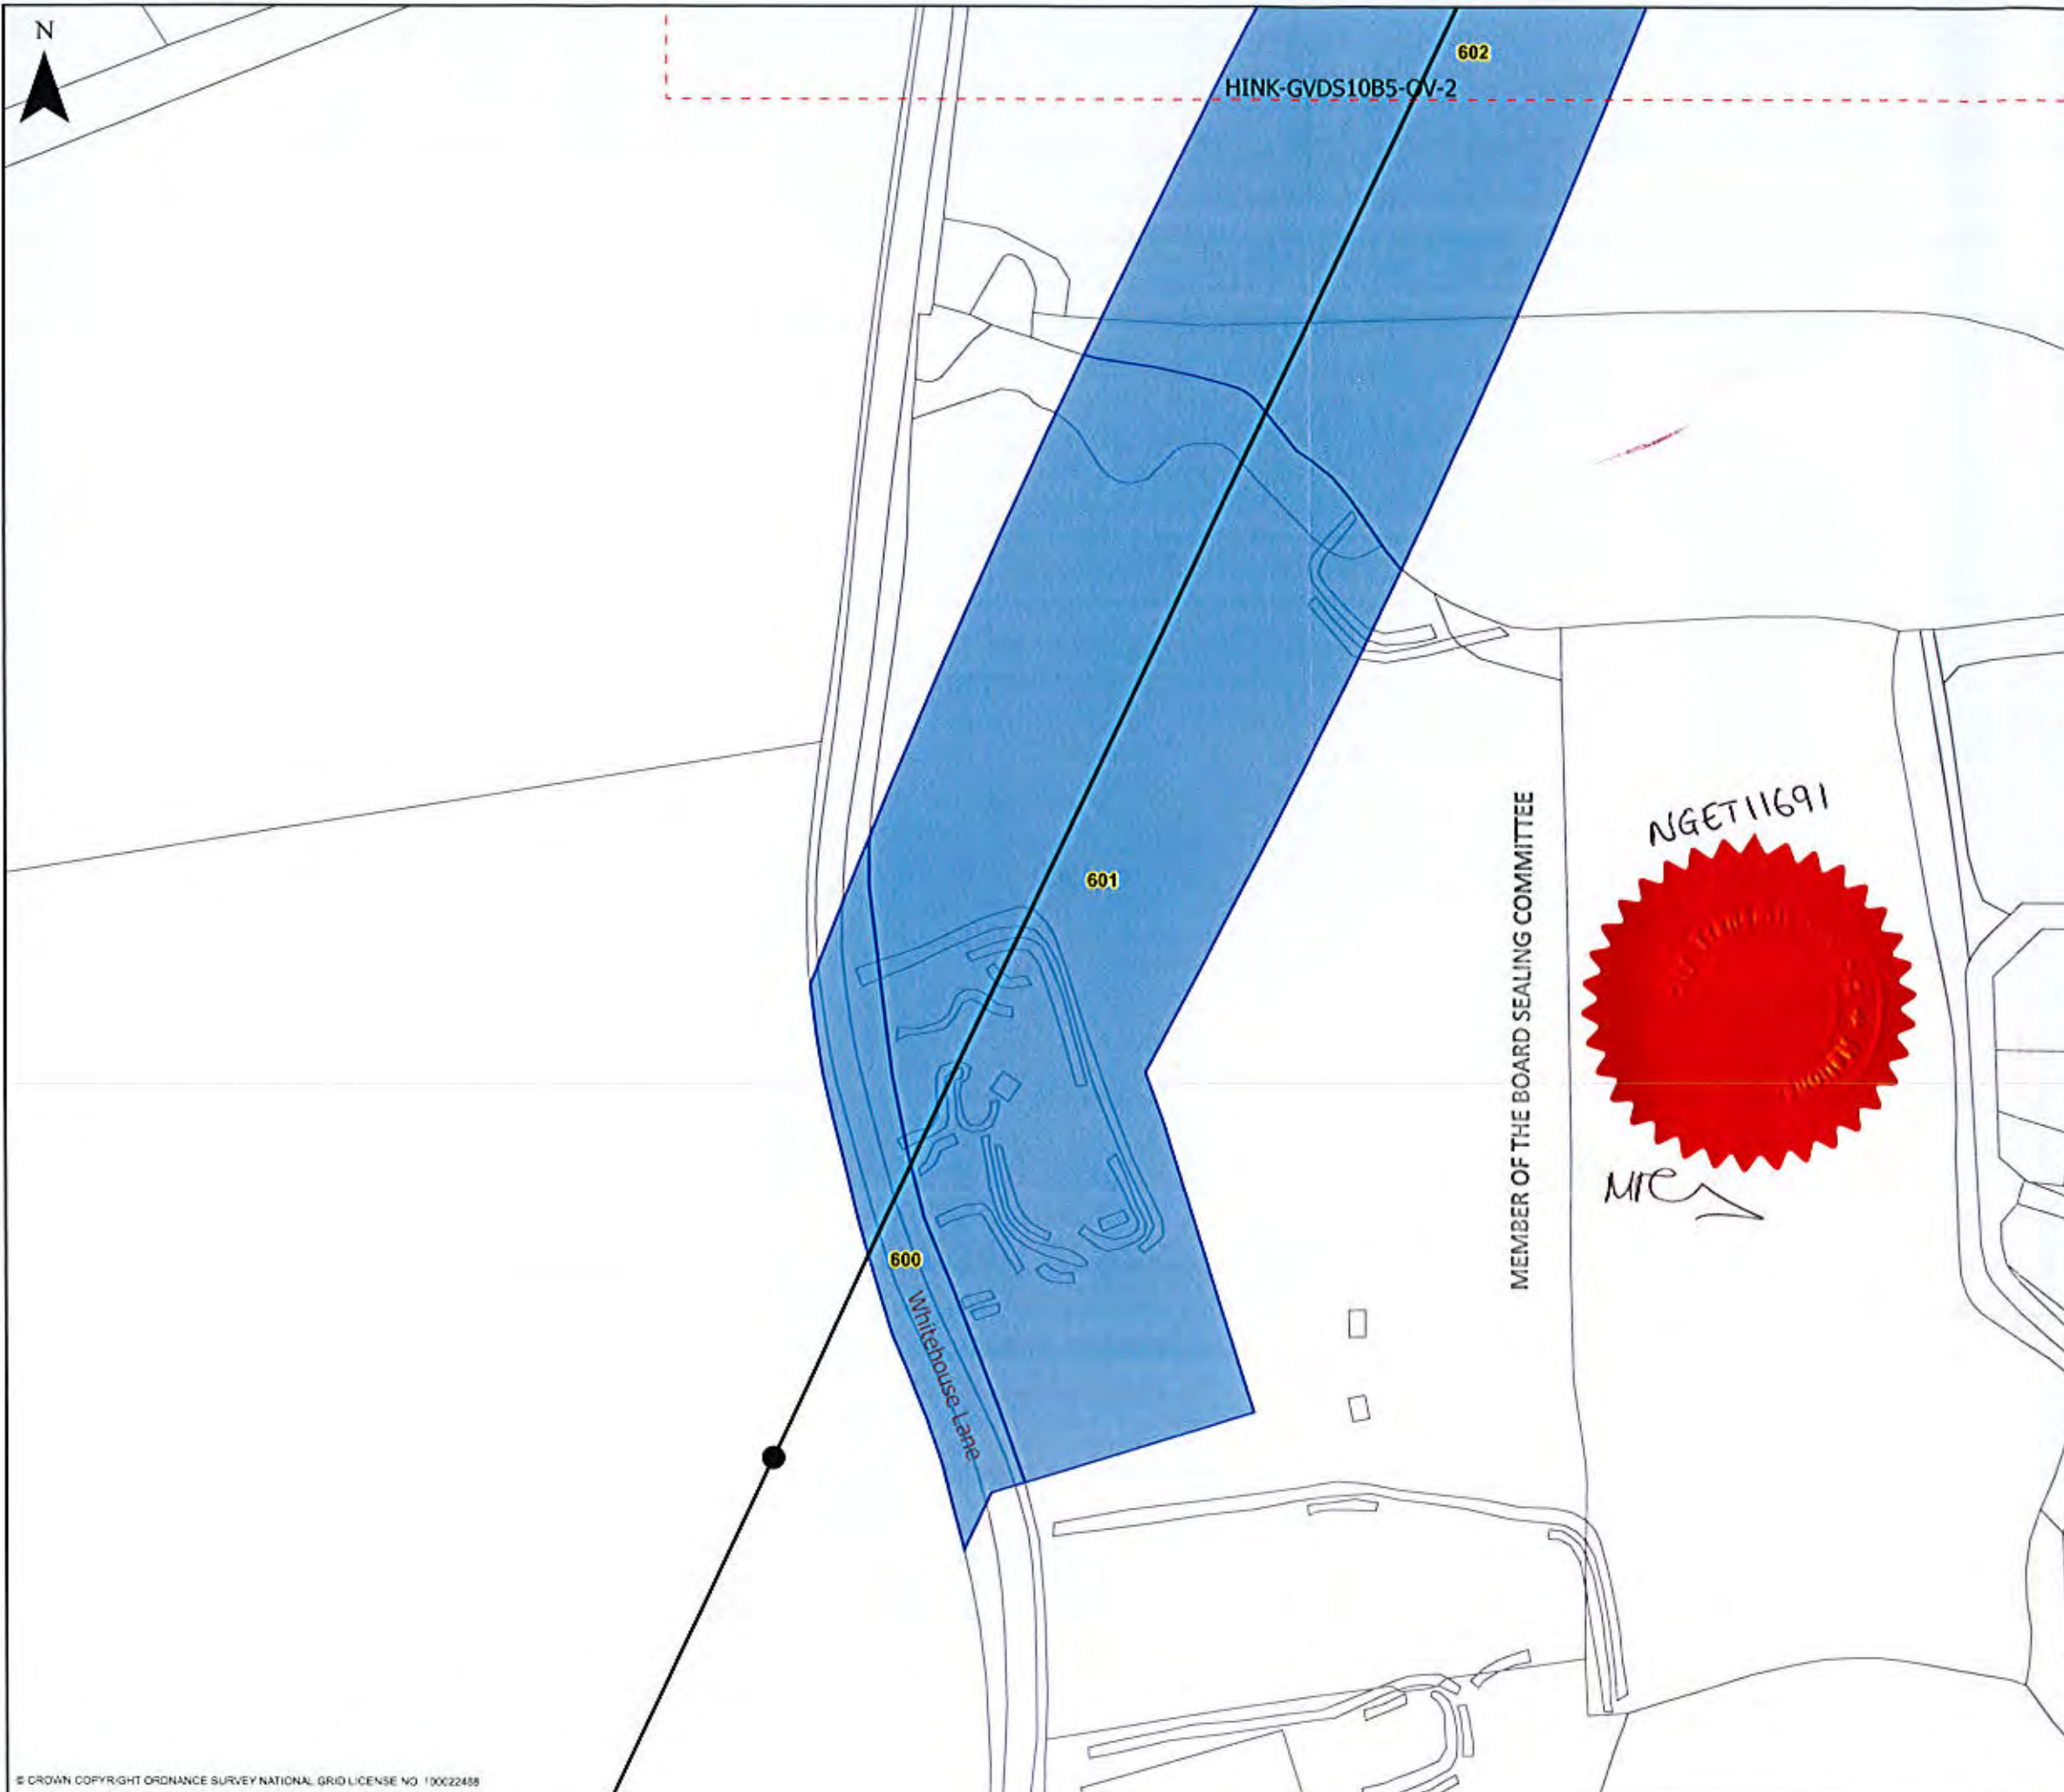 N
602
HINK-GVDS10B5-OV-2
NGET11691
601
MEMBER OF THE BOARD SEALING COMMITTEE
600
Whitehouse Lane
© CROWN COPYRIGHT ORDNANCE SURVEY NATIONAL GRID LICENSE NO. 100022488